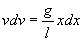 vdv = g/l xdx